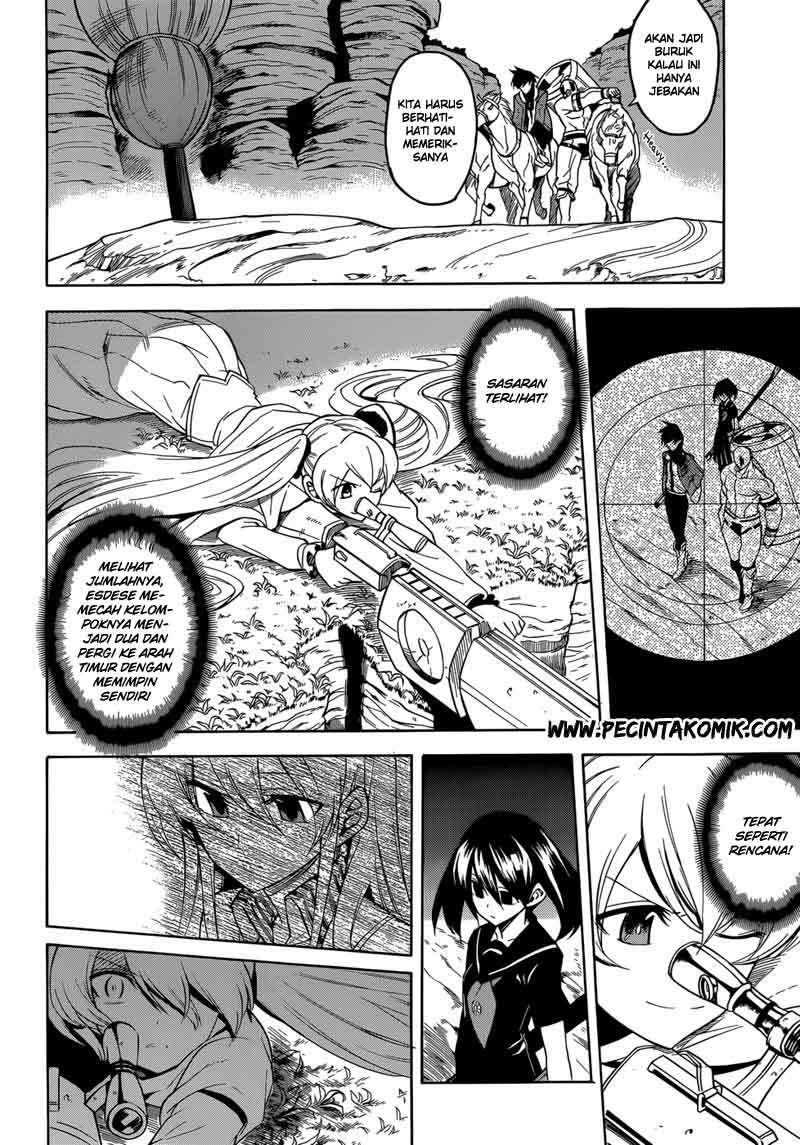 AKAN JADI
BURUK
KALAU INI
HANYA
JEBAKAN
KITA HARUS
BERHATI-
HATI DAN
MEMERIK-
SANYA
Heavy...
SASARAN
TERLIHAT!
MELIHAT
JUMLAHNYA,
ESDESE ME-
MECAH KELOM-
POKNYA MEN-
JADI DUA DAN
PERGI KE ARAH
TIMUR DENGAN
MEMIMPIN
SENDIRI
WWW.PECINTAKOMIK.COM
TEPAT
SEPERTI
RENCANA!